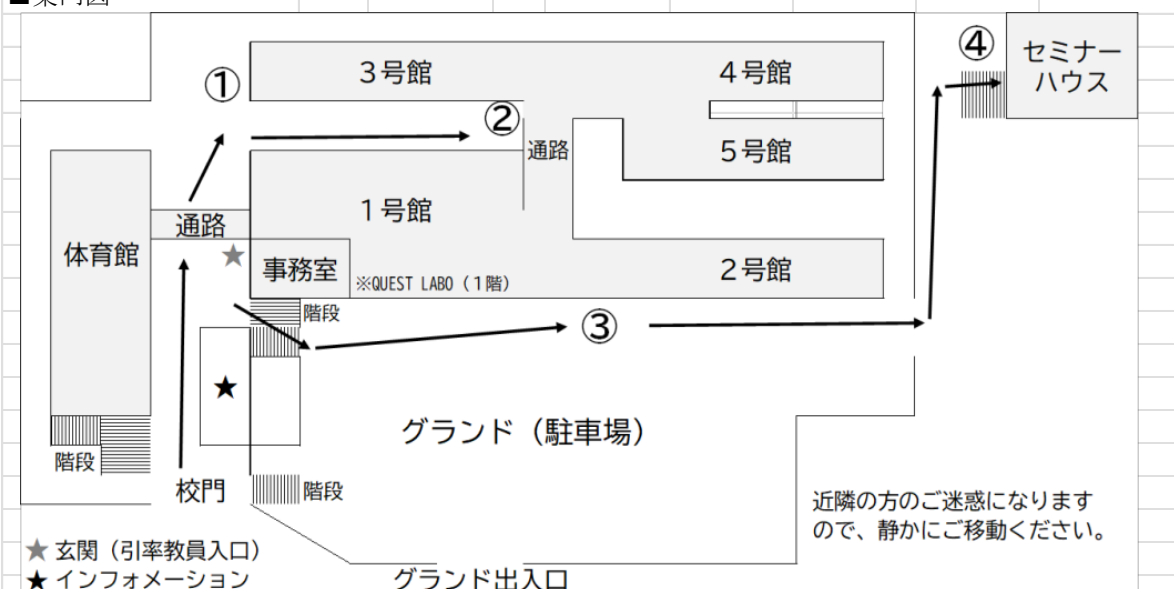 ■案内図
①
3号館
4号館
④
セミナー
ハウス
②
通路
5号館
1号館
通路
体育館
★
事務室
※QUEST LABO（1階）
2号館
階段
③
★
グランド（駐車場）
階段
校門
階段
近隣の方のご迷惑になります
ので、静かにご移動ください。
★ 玄関（引率教員入口）
★ インフォメーション
グランド出入口